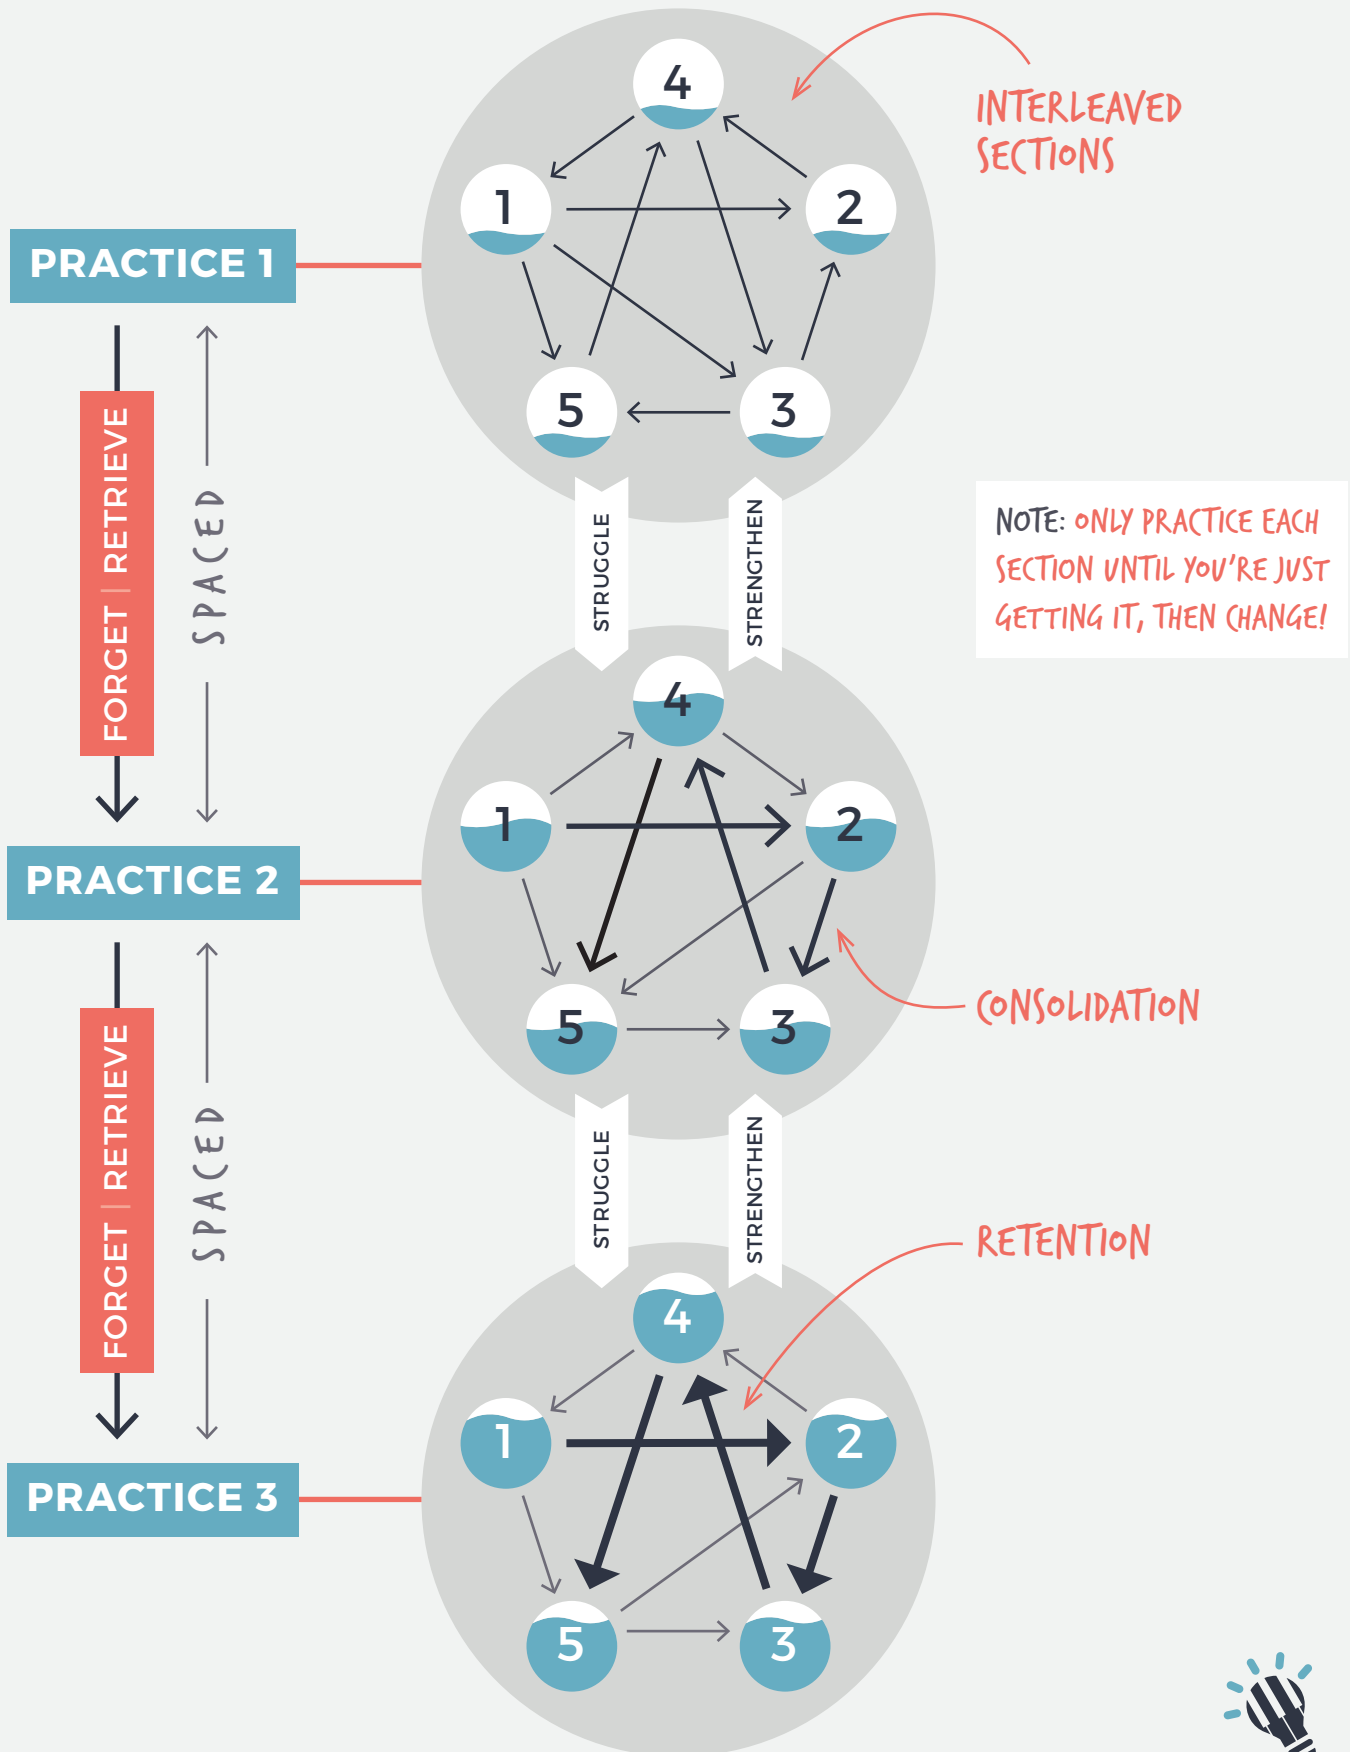 4
INTERLEAVED
SECTIONS
1
2
PRACTICE 1
5
3
FORGET | RETRIEVE
SPACED
STRUGGLE
STRENGTHEN
NOTE: ONLY PRACTICE EACH
SECTION UNTIL YOU'RE JUST
GETTING IT, THEN CHANGE!
4
1
2
PRACTICE 2
5
3
CONSOLIDATION
FORGET | RETRIEVE
SPACED
STRUGGLE
STRENGTHEN
RETENTION
4
1
2
PRACTICE 3
5
3